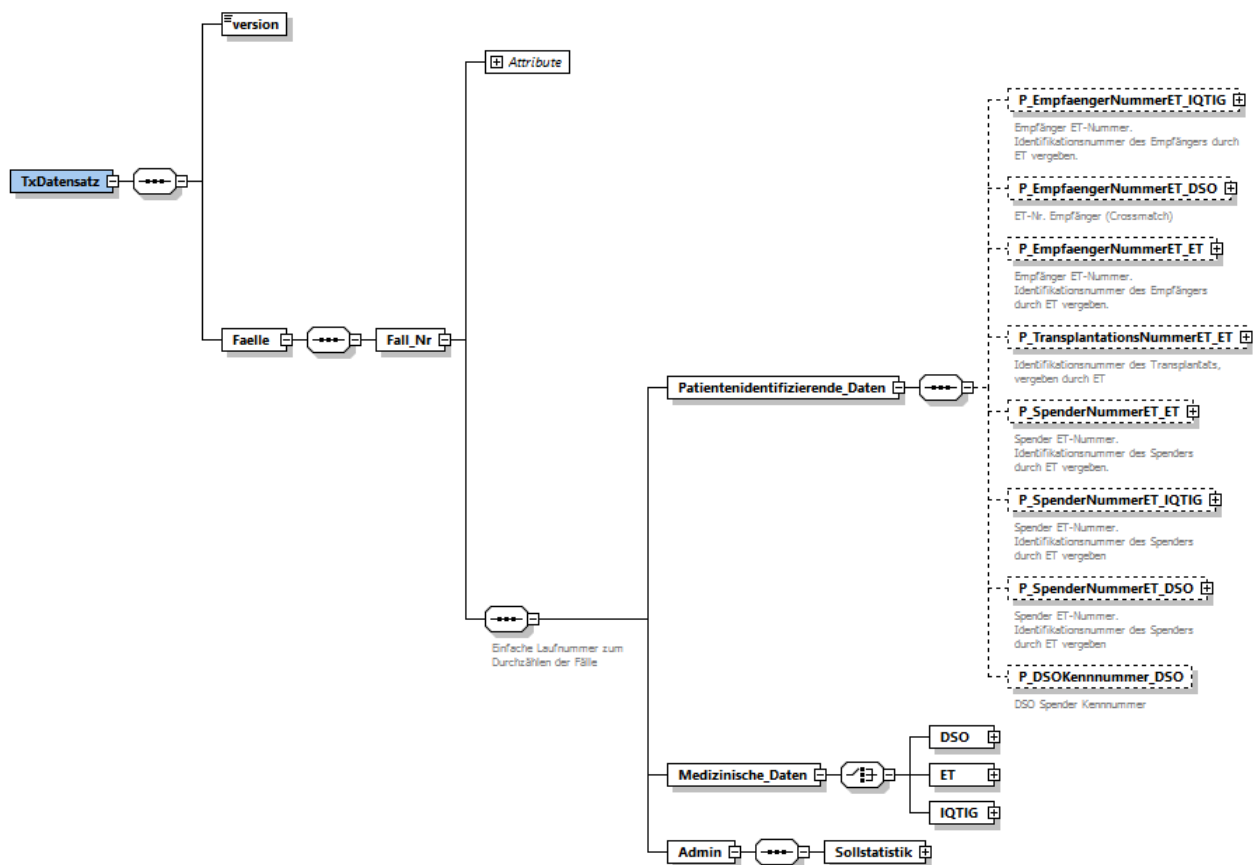 version
Attribute
P_EmpfaengerNummerET_IQTIG
Empfänger ET-Nummer.
Identifikationsnummer des Empfängers durch
ET vergeben.
TxDatensatz
P_EmpfaengerNummerET_DSO
ET-Nr. Empfänger (Crossmatch)
P_EmpfaengerNummerET_ET
Empfänger ET-Nummer.
Identifikationsnummer des Empfängers
durch ET vergeben.
Faelle
Fall_Nr
P_TransplantationsNummerET_ET
Identifikationsnummer des Transplantats,
vergeben durch ET
Patientenidentifizierende_Daten
P_SpenderNummerET_ET
Spender ET-Nummer.
Identifikationsnummer des Spenders
durch ET vergeben.
P_SpenderNummerET_IQTIG
Spender ET-Nummer.
Identifikationsnummer des Spenders
durch ET vergeben
P_SpenderNummerET_DSO
Spender ET-Nummer.
Identifikationsnummer des Spenders
durch ET vergeben
Einfache Laufnummer zum
Durchzählen der Fälle
P_DSOKennnummer_DSO
DSO Spender Kennnummer
DSO
Medizinische_Daten
ET
IQTIG
Admin
Sollstatistik